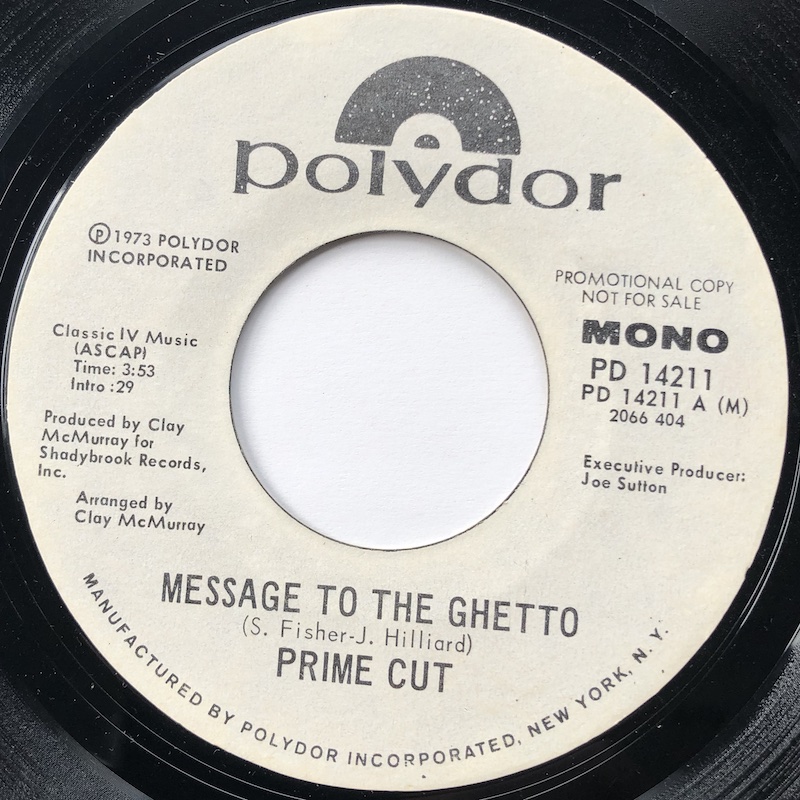 polydor
Ⓟ1973 POLYDOR
INCORPORATED
PROMOTIONAL COPY
NOT FOR SALE
MONO
PD 14211
PD 14211 A (M)
2066 404
Classic IV Music
(ASCAP)
Time: 3:53
Intro :29
Produced by Clay
McMurray for
Shadybrook Records,
Inc.
Arranged by
Clay McMurray
Executive Producer:
Joe Sutton
MESSAGE TO THE GHETTO
(S. Fisher-J. Hilliard)
PRIME CUT
MANUFACTURED BY POLYDOR INCORPORATED, NEW YORK, N.Y.